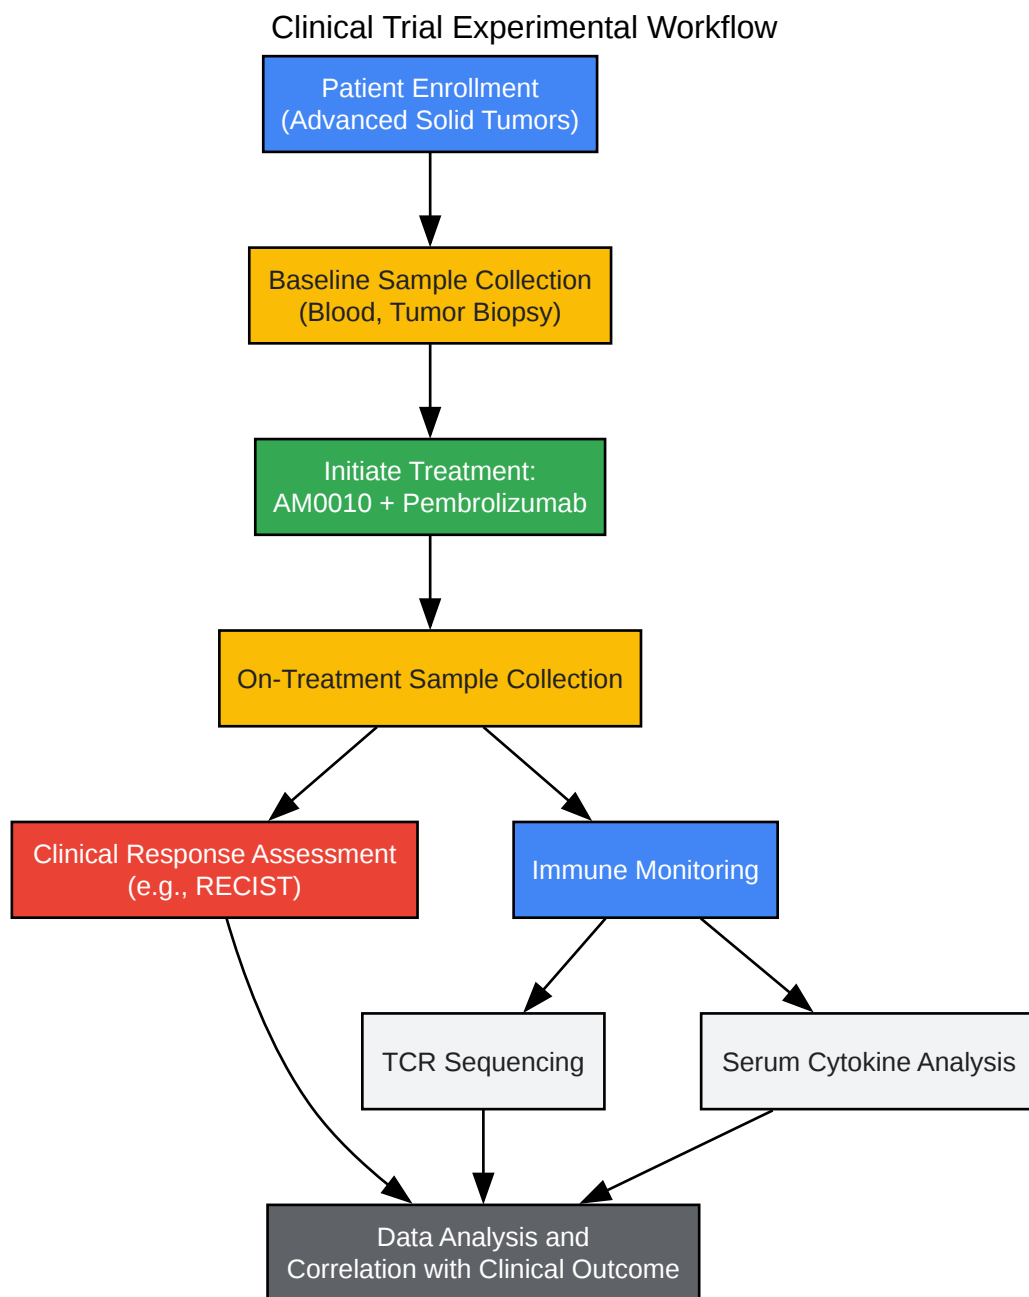 Clinical Trial Experimental Workflow
Patient Enrollment
(Advanced Solid Tumors)
Baseline Sample Collection
(Blood, Tumor Biopsy)
Initiate Treatment:
AM0010 + Pembrolizumab
On-Treatment Sample Collection
Clinical Response Assessment
(e.g., RECIST)
Immune Monitoring
TCR Sequencing
Serum Cytokine Analysis
Data Analysis and
Correlation with Clinical Outcome